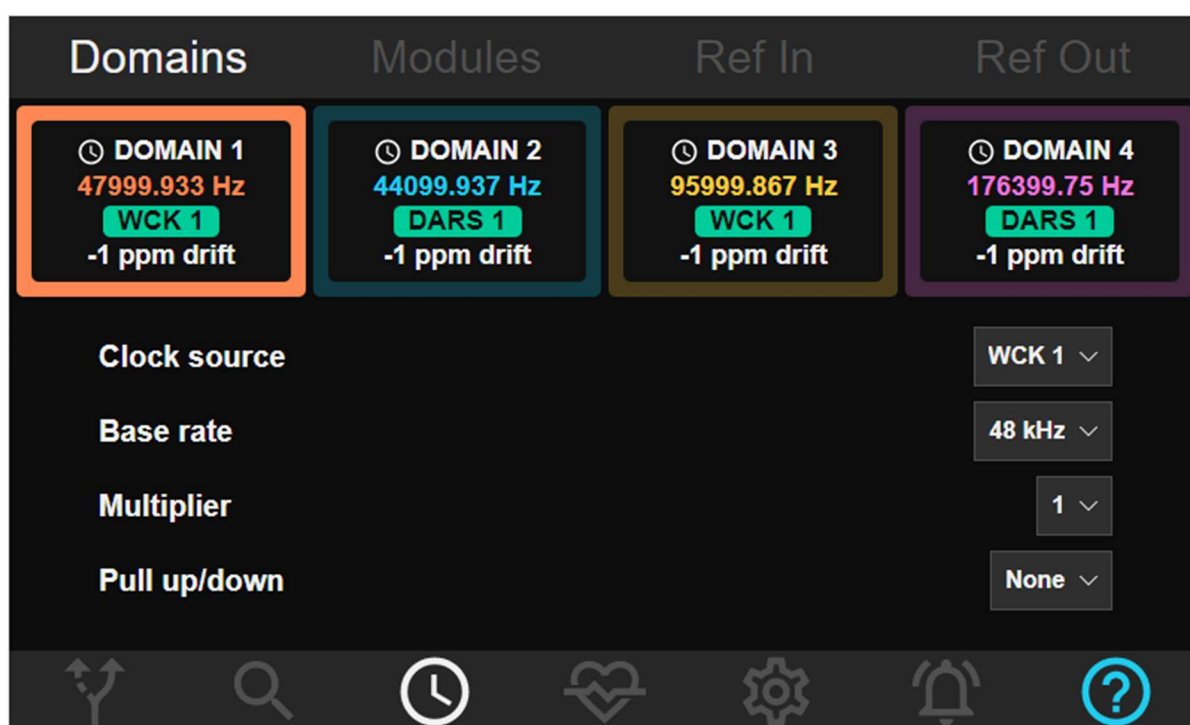 Domains Modules Ref In Ref Out
DOMAIN 1
47999.933 Hz
WCK 1
-1 ppm drift
DOMAIN 2
44099.937 Hz
DARS 1
-1 ppm drift
DOMAIN 3
95999.867 Hz
WCK 1
-1 ppm drift
DOMAIN 4
176399.75 Hz
DARS 1
-1 ppm drift
Clock source WCK 1
Base rate 48 kHz
Multiplier 1
Pull up/down None
?